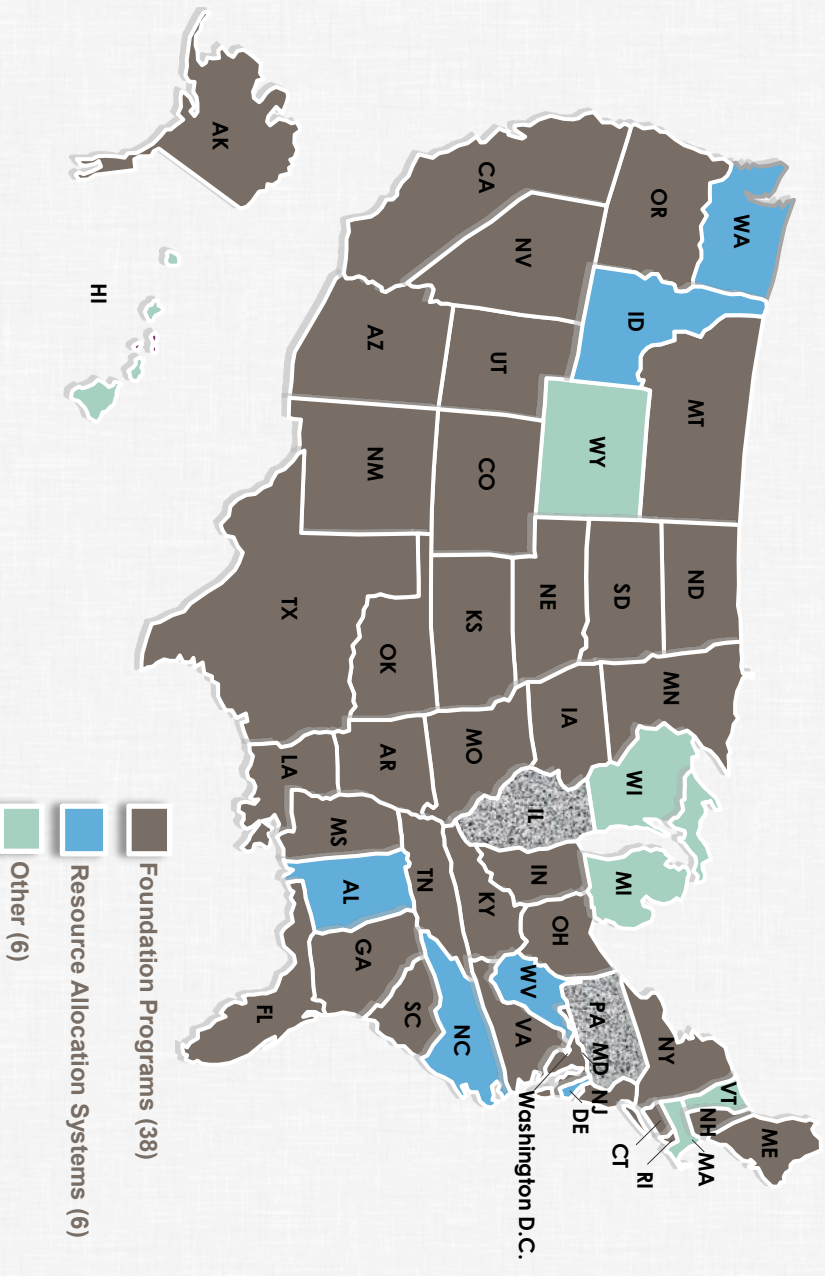 WA
OR
CA
NV
ID
MT
WY
UT
AZ
CO
NM
ND
SD
NE
KS
OK
TX
MN
IA
MO
AR
LA
WI
IL
MI
IN
OH
KY
TN
MS
AL
GA
FL
SC
NC
VA
WV
PA
MD
NY
NJ
DE
Washington D.C.
VT
NH
ME
MA
RI
CT
AK
HI
Foundation Programs (38)
Resource Allocation Systems (6)
Other (6)